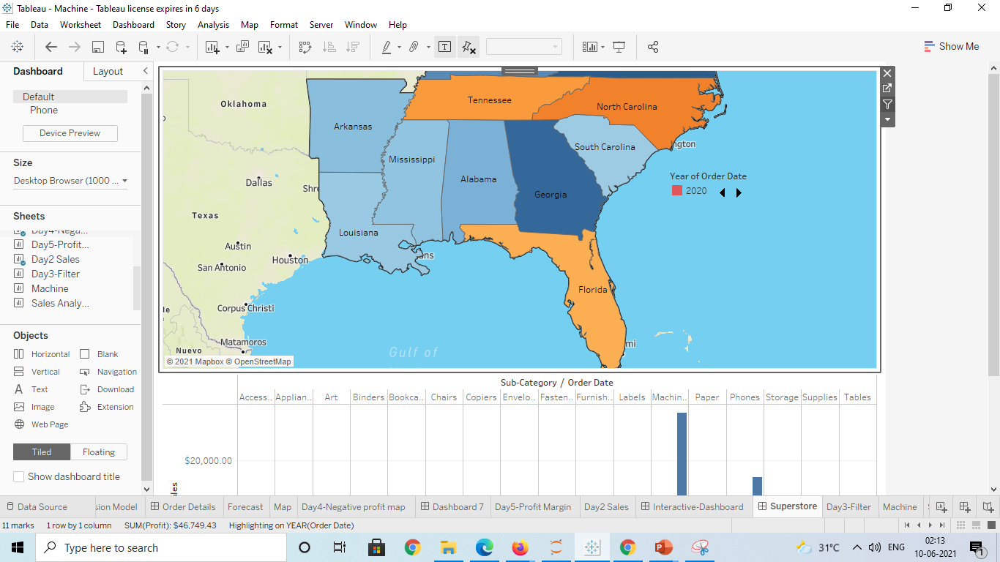 Tableau - Machine - Tableau license expires in 6 days
File Data Worksheet Dashboard Story Analysis Map Format Server Window Help
Show Me
Dashboard Layout
Default
Phone
Device Preview
Size
Desktop Browser (1000 ...
Sheets
Day4-Nega...
Day5-Profit...
Day2 Sales
Day3-Filter
Machine
Sales Analy...
Objects
Horizontal Blank
Vertical Navigation
Text Download
Image Extension
Web Page
Tiled Floating
Show dashboard title
Oklahoma
Tennessee
North Carolina
Arkansas
South Carolina
ington
Mississippi
Alabama
Dallas
Shre
Georgia
Year of Order Date
2020
Texas
Louisiana
Austin
Houston
ans
San Antonio
Florida
Corpus Christi
le
Matamoros
mi
Nuevo
Gulf of
© 2021 Mapbox © OpenStreetMap
Sub-Category / Order Date
Access.. Applian.. Art Binders Bookca.. Chairs Copiers Envelo.. Fasten.. Furnish.. Labels Machin.. Paper Phones Storage Supplies Tables
$20,000.00
les
Data Source sion Model Order Details Forecast Map Day4-Negative profit map Dashboard 7 Day5-Profit Margin Day2 Sales Interactive-Dashboard Superstore Day3-Filter Machine
11 marks 1 row by 1 column SUM(Profit): $46,749.43 Highlighting on YEAR(Order Date)
Type here to search
31°C ENG 02:13
10-06-2021
1